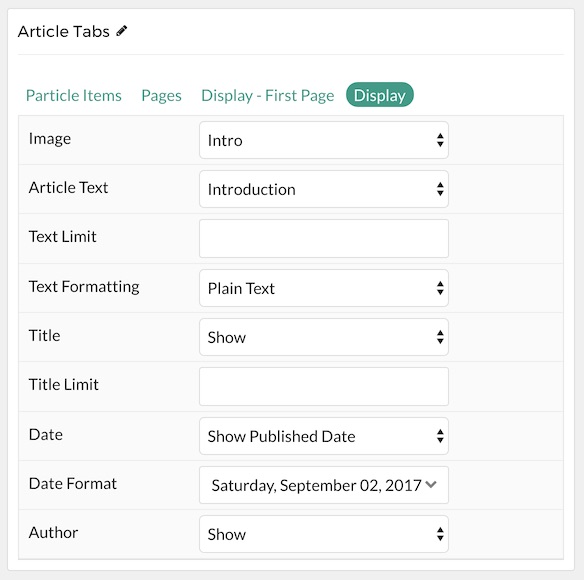 Article Tabs
Particle Items Pages Display - First Page Display
Image Intro
Article Text Introduction
Text Limit
Text Formatting Plain Text
Title Show
Title Limit
Date Show Published Date
Date Format Saturday, September 02, 2017
Author Show